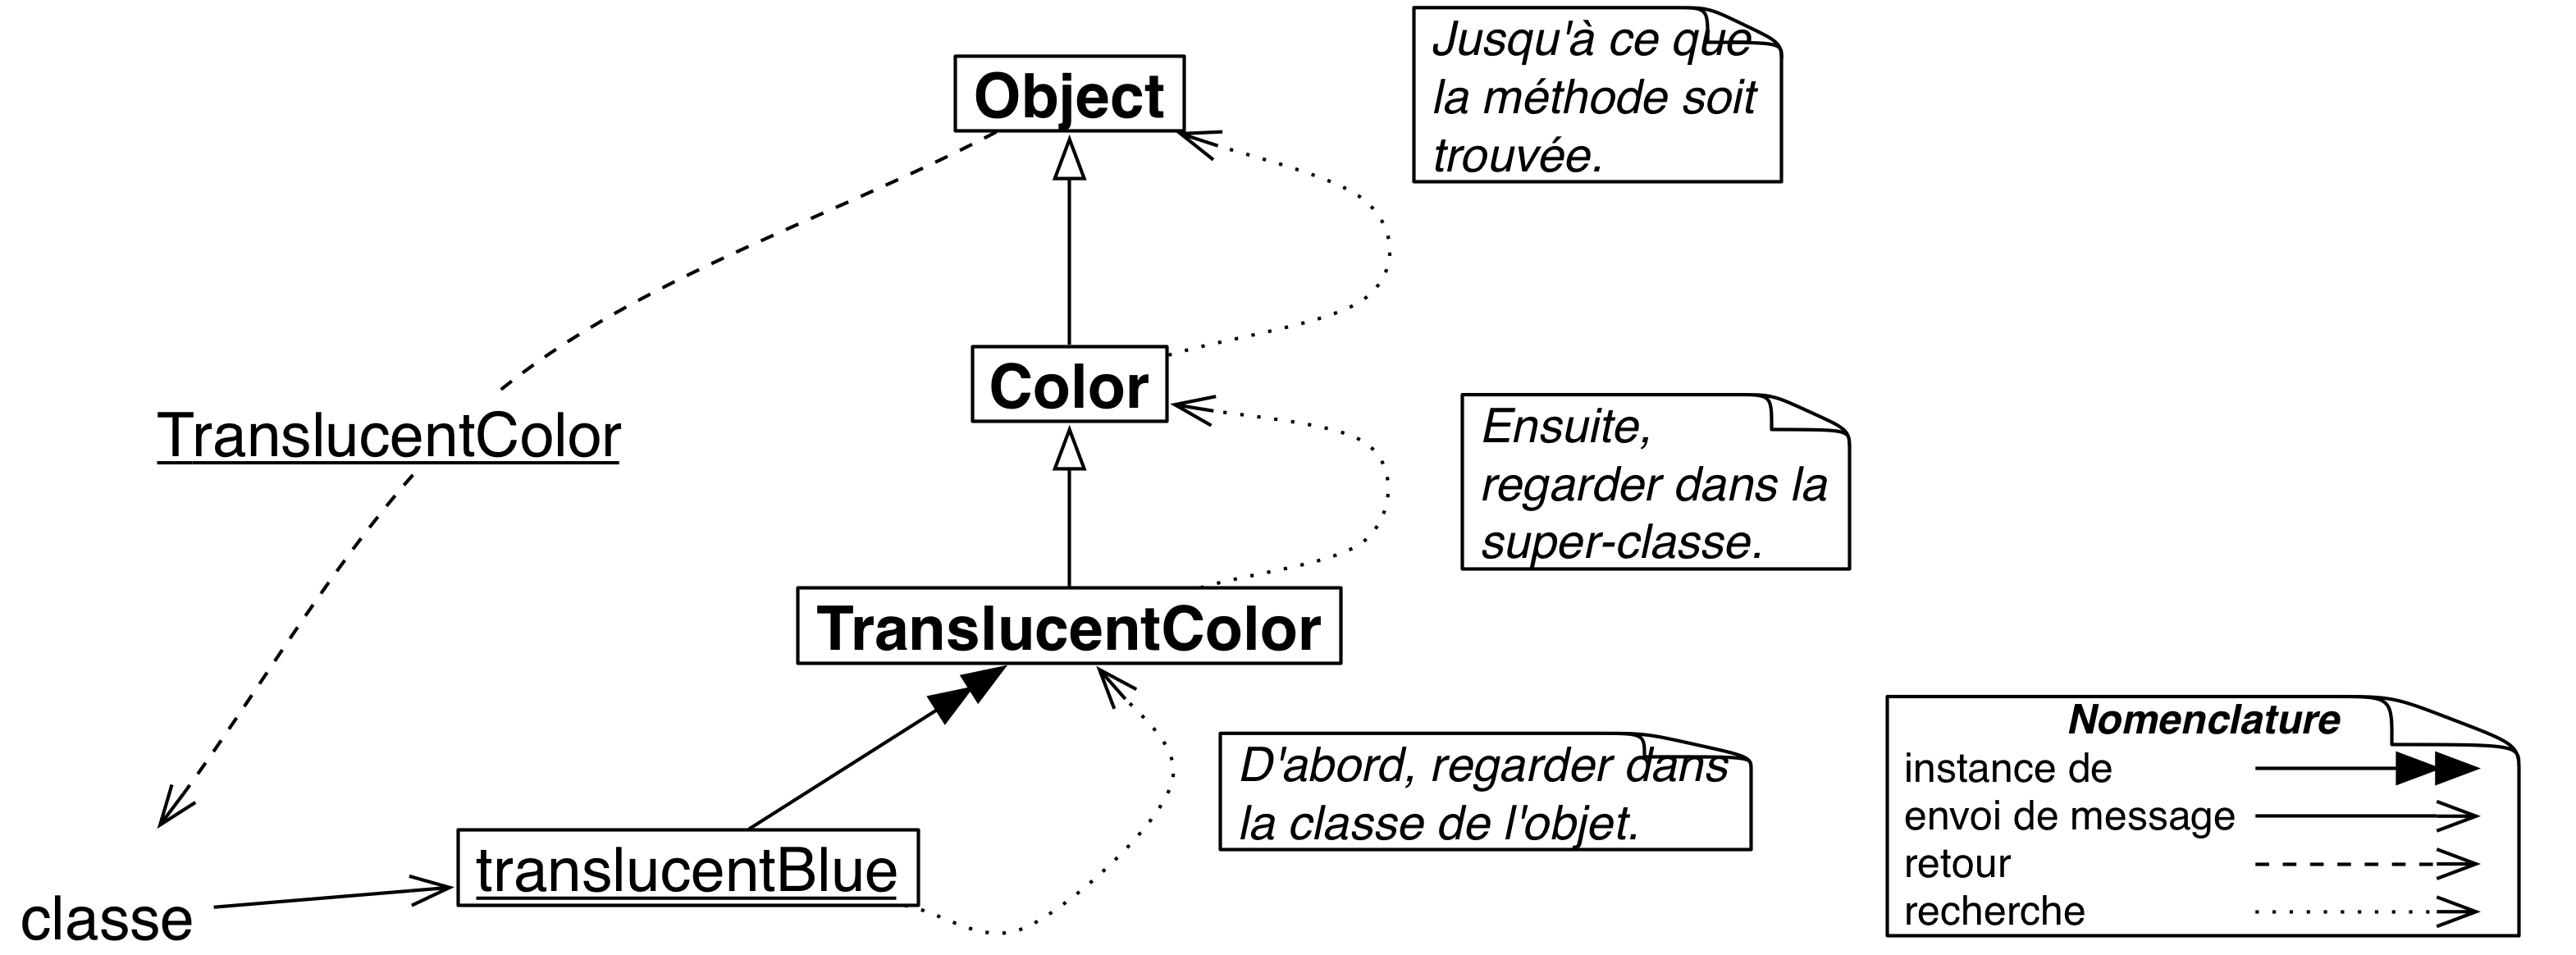 Object
Jusqu'à ce que
la méthode soit
trouvée.
Color
TranslucentColor
Ensuite,
regarder dans la
super-classe.
TranslucentColor
D'abord, regarder dans
la classe de l'objet.
translucentBlue
classe
Nomenclature
instance de
envoi de message
retour
recherche